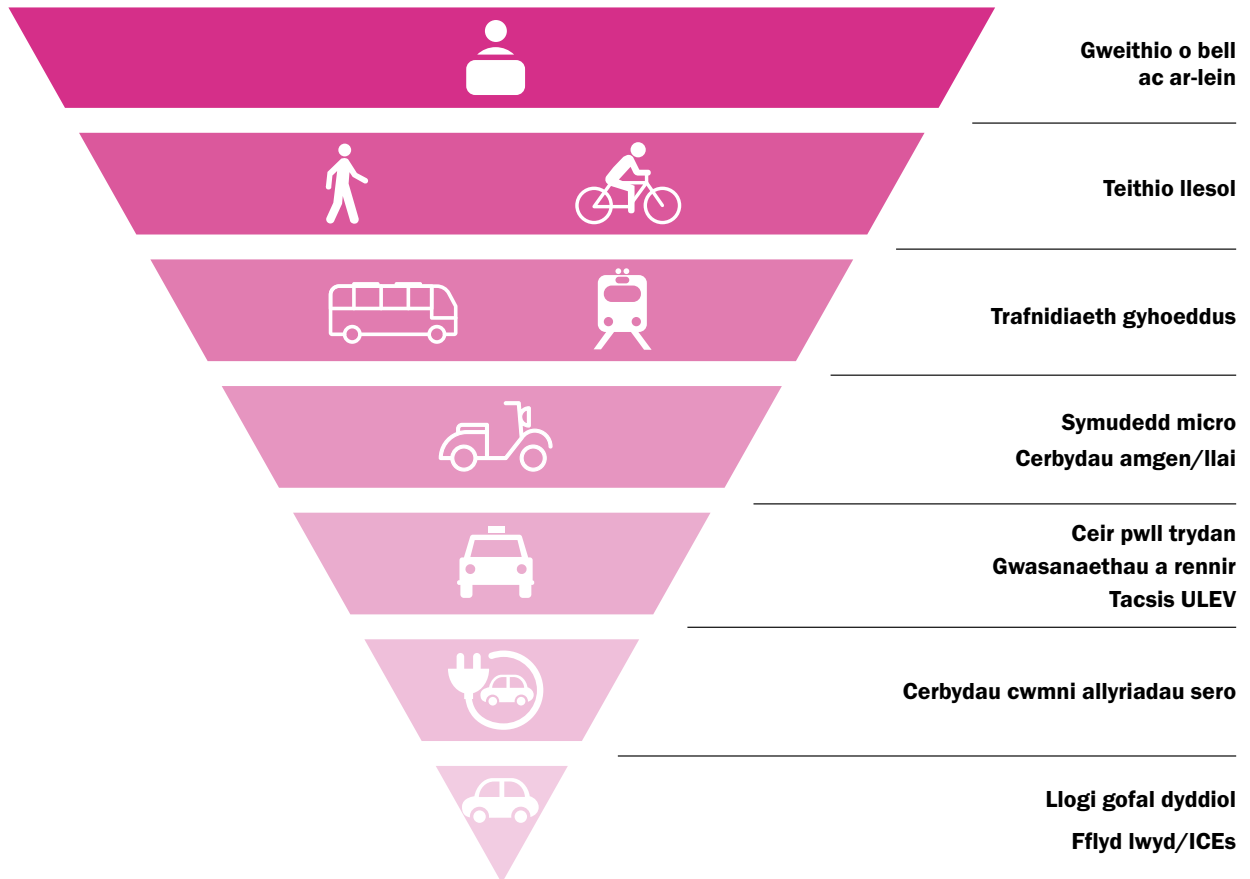 Gweithio o bell
ac ar-lein
Teithio llesol
Trafnidiaeth gyhoeddus
Symudedd micro
Cerbydau amgen/llai
Ceir pwll trydan
Gwasanaethau a rennir
Tacsis ULEV
Cerbydau cwmni allyriadau sero
Llogi gofal dyddiol
Fflyd lwyd/ICEs